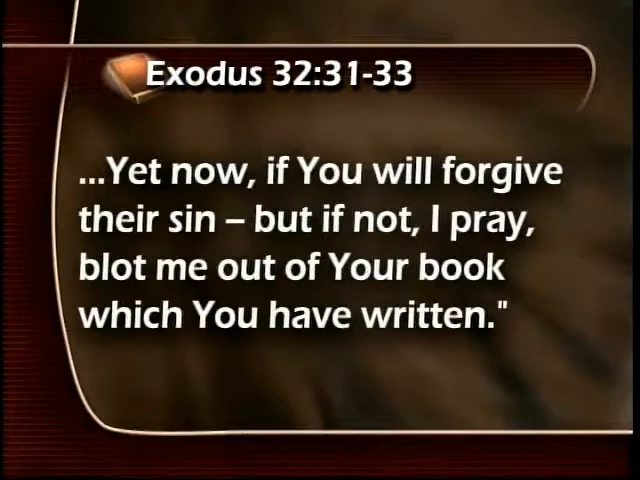 Exodus 32:31-33
...Yet now, if You will forgive
their sin – but if not, I pray,
blot me out of Your book
which You have written."